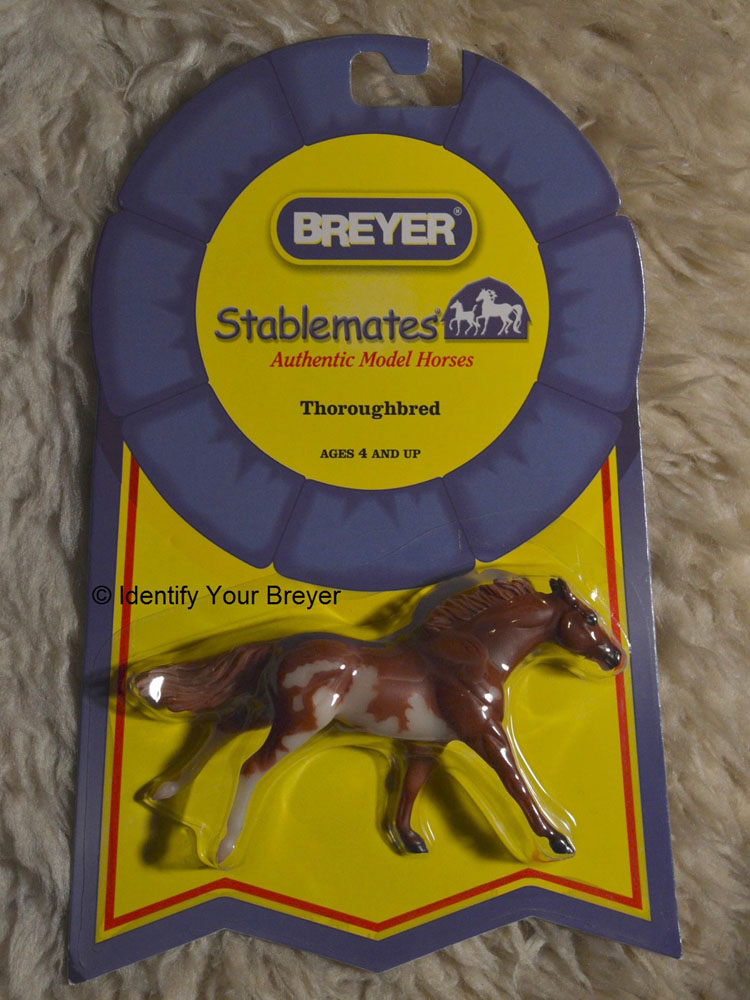 BREYER®
Stablemates®
Authentic Model Horses
Thoroughbred
AGES 4 AND UP
© Identify Your Breyer